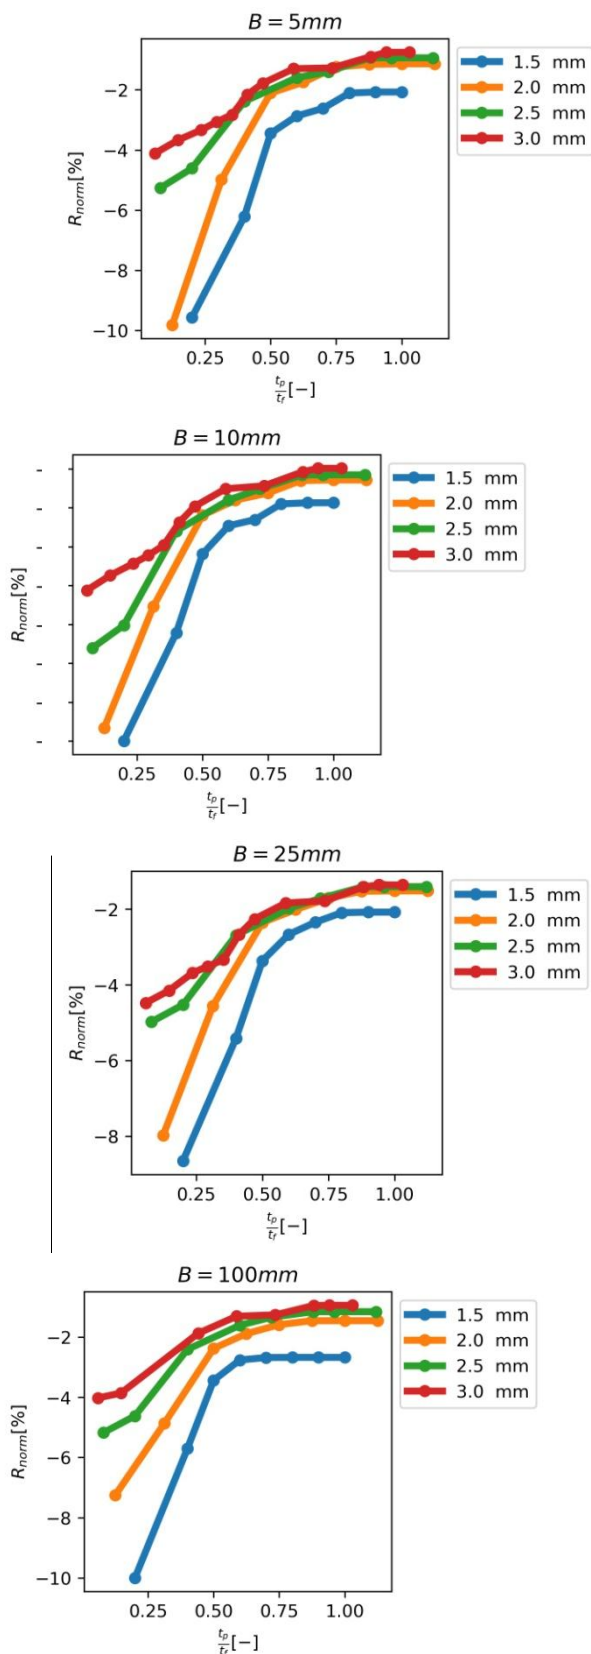 B = 5mm
1.5 mm
2.0 mm
2.5 mm
3.0 mm
R_norm[%]
−2
−4
−6
−8
−10
0.25 0.50 0.75 1.00
t_p/t_f [−]
B = 10mm
1.5 mm
2.0 mm
2.5 mm
3.0 mm
R_norm[%]
-
-
-
-
-
-
-
-
0.25 0.50 0.75 1.00
t_p/t_f [−]
B = 25mm
1.5 mm
2.0 mm
2.5 mm
3.0 mm
R_norm[%]
−2
−4
−6
−8
0.25 0.50 0.75 1.00
t_p/t_f [−]
B = 100mm
1.5 mm
2.0 mm
2.5 mm
3.0 mm
R_norm[%]
−2
−4
−6
−8
−10
0.25 0.50 0.75 1.00
t_p/t_f [−]